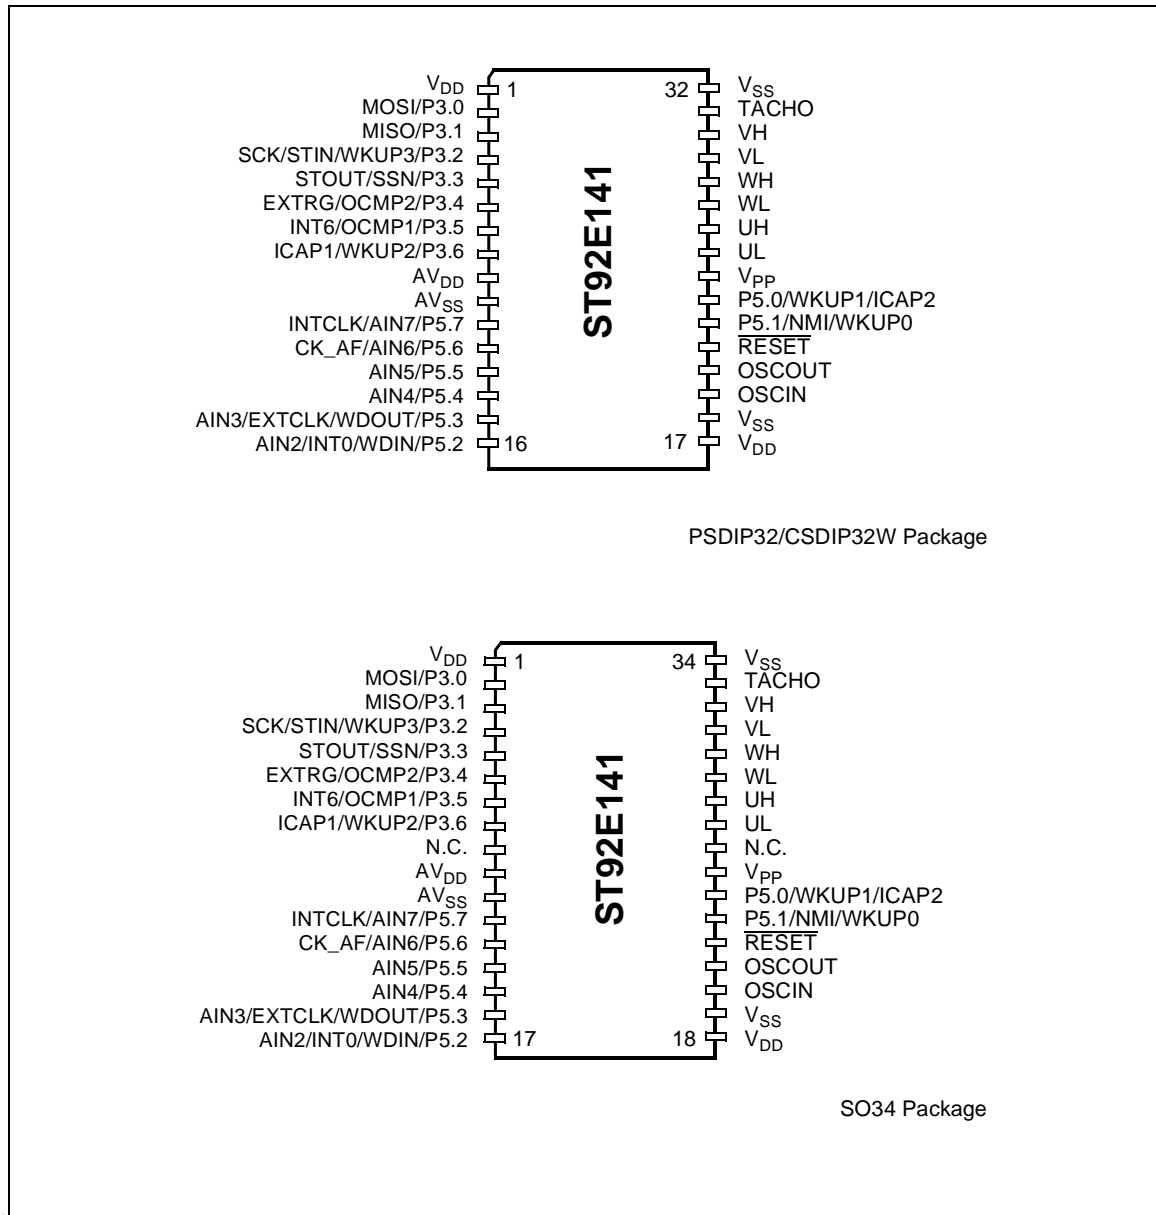 V_DD 1 32 V_SS
MOSI/P3.0 TACHO
MISO/P3.1 VH
SCK/STIN/WKUP3/P3.2 VL
STOUT/SSN/P3.3 WH
EXTRG/OCMP2/P3.4 WL
INT6/OCMP1/P3.5 UH
ICAP1/WKUP2/P3.6 UL
AV_DD V_PP
AV_SS P5.0/WKUP1/ICAP2
INTCLK/AIN7/P5.7 P5.1/NMI/WKUP0
CK_AF/AIN6/P5.6 RESET
AIN5/P5.5 OSCOUT
AIN4/P5.4 OSCIN
AIN3/EXTCLK/WDOUT/P5.3 V_SS
AIN2/INT0/WDIN/P5.2 16 17 V_DD
ST92E141
PSDIP32/CSDIP32W Package
V_DD 1 34 V_SS
MOSI/P3.0 TACHO
MISO/P3.1 VH
SCK/STIN/WKUP3/P3.2 VL
STOUT/SSN/P3.3 WH
EXTRG/OCMP2/P3.4 WL
INT6/OCMP1/P3.5 UH
ICAP1/WKUP2/P3.6 UL
N.C. N.C.
AV_DD V_PP
AV_SS P5.0/WKUP1/ICAP2
INTCLK/AIN7/P5.7 P5.1/NMI/WKUP0
CK_AF/AIN6/P5.6 RESET
AIN5/P5.5 OSCOUT
AIN4/P5.4 OSCIN
AIN3/EXTCLK/WDOUT/P5.3 V_SS
AIN2/INT0/WDIN/P5.2 17 18 V_DD
ST92E141
SO34 Package